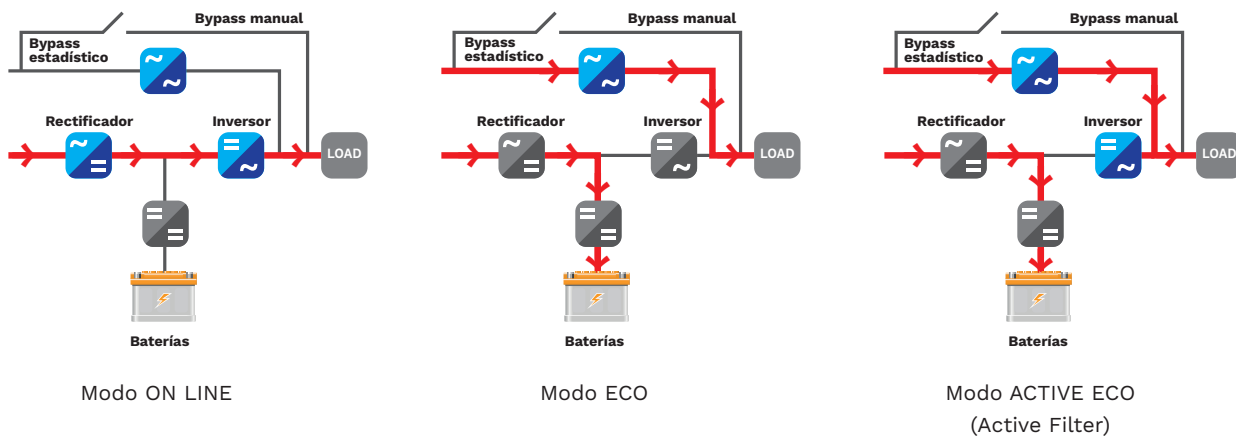 Bypass manual
Bypass
estadístico
Rectificador
Inversor
LOAD
Baterías
Modo ON LINE
Bypass manual
Bypass
estadístico
Rectificador
Inversor
LOAD
Baterías
Modo ECO
Bypass manual
Bypass
estadístico
Rectificador
Inversor
LOAD
Baterías
Modo ACTIVE ECO
(Active Filter)